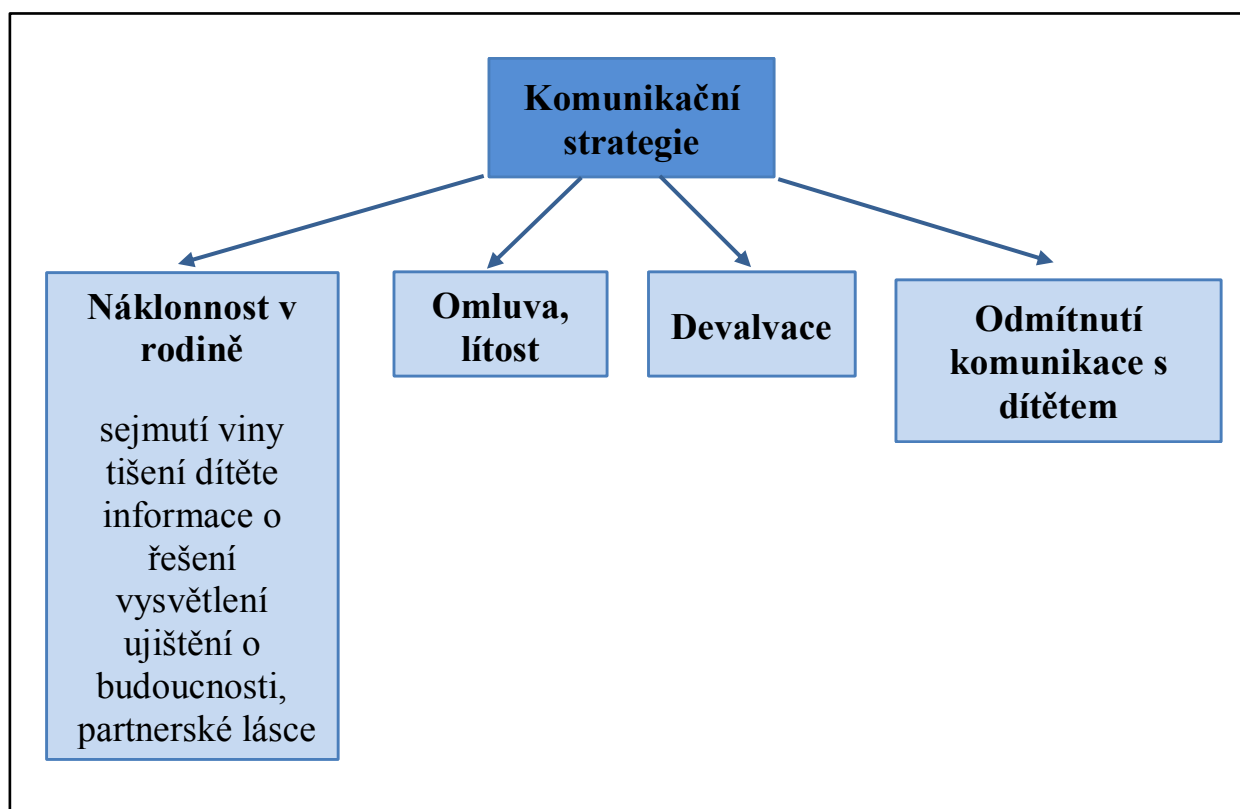 Komunikační
strategie
Náklonnost v
rodině
sejmutí viny
tišení dítěte
informace o
řešení
vysvětlení
ujištění o
budoucnosti,
partnerské lásce
Omluva,
lítost
Devalvace
Odmítnutí
komunikace s
dítětem